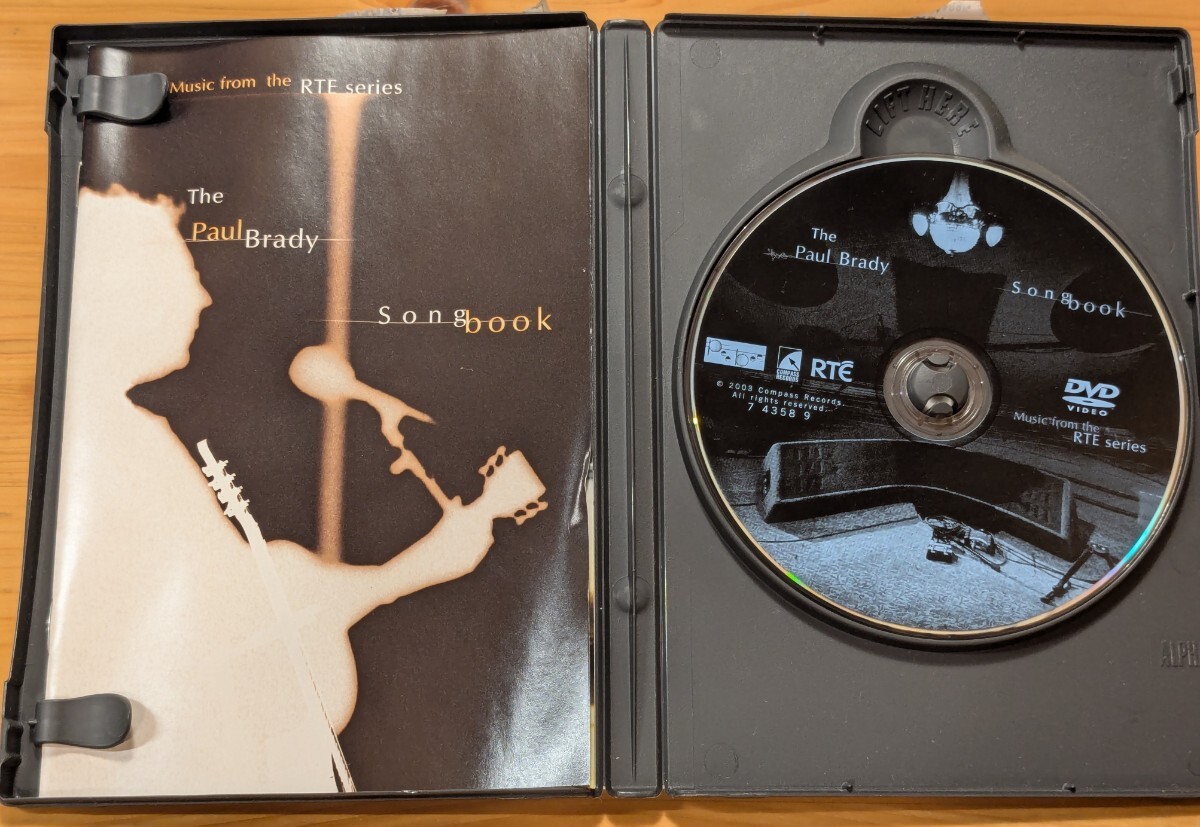 Music from the RTE series
The
Paul Brady
Songbook
LIFT HERE
The
Paul Brady
Songbook
COMPASS
RECORDS
RTÉ
© 2003 Compass Records.
All rights reserved.
7 4358 9
DVD
VIDEO
Music from the
RTE series